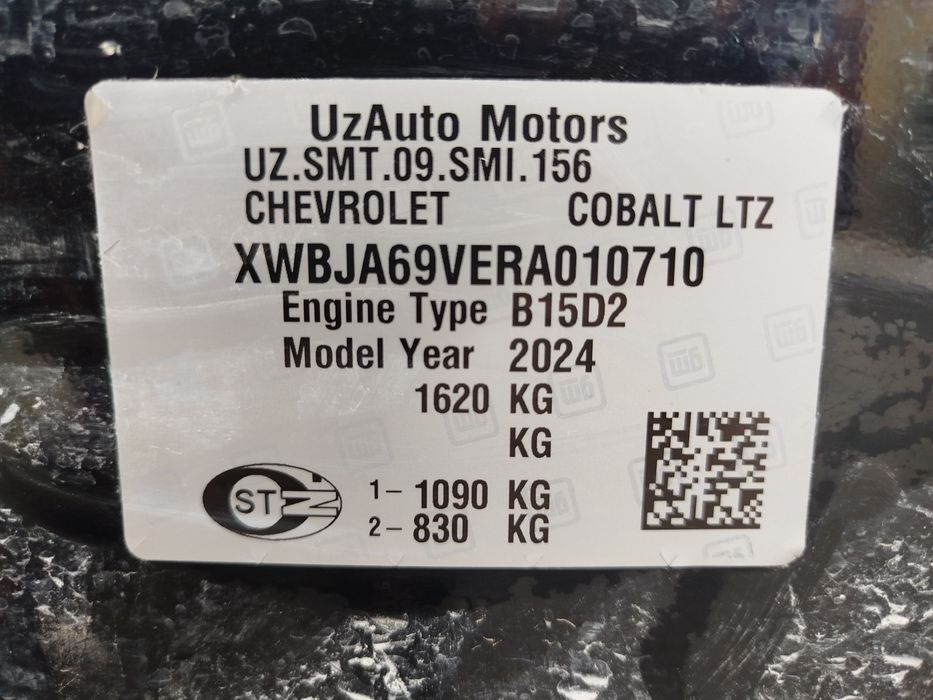 UzAuto Motors
UZ.SMT.09.SMI.156
CHEVROLET COBALT LTZ
XWBJA69VERA010710
Engine Type B15D2
Model Year 2024
1620 KG
KG
1- 1090 KG
2- 830 KG
STZ
gm